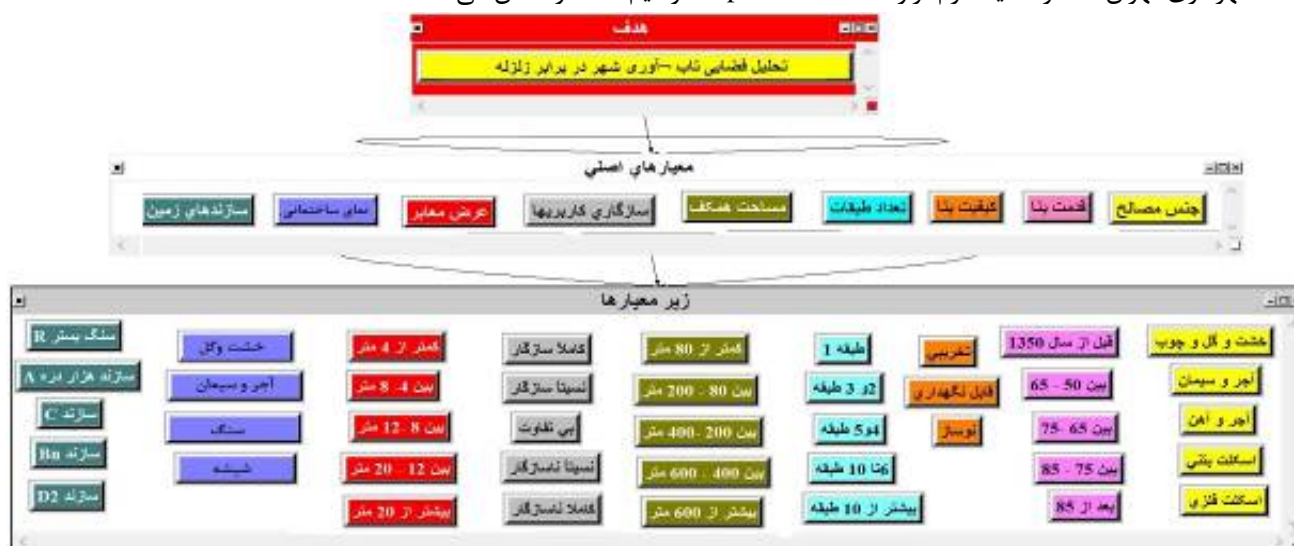 هدف
تحلیل فضایی تاب -آوری شهر در برابر زلزله
معیارهای اصلی
جنس مصالح
قدمت بنا
کیفیت بنا
تعداد طبقات
مساحت همکف
سازگاری کاربریها
عرض معابر
نمای ساختمانی
سازندهای زمین
زیر معیارها
خشت و گل و چوب
آجر و سیمان
آجر و آهن
اسکلت بتنی
اسکلت فلزی
قبل از سال 1350
بین 50 - 65
بین 65 -75
بین 75 - 85
بعد از 85
تخریبی
قابل نگهداری
نوساز
1 طبقه
2و 3 طبقه
4و5 طبقه
6تا 10 طبقه
بیشتر از 10 طبقه
کمتر از 80 متر
بین 80 - 200 متر
بین 200 -400 متر
بین 400 - 600 متر
بیشتر از 600 متر
کاملا سازگار
نسبتا سازگار
بی تفاوت
نسبتا ناسازگار
کاملا ناسازگار
کمتر از 4 متر
بین 4- 8 متر
بین 8 -12 متر
بین 12 - 20 متر
بیشتر از 20 متر
خشت وگل
آجر و سیمان
سنگ
شیشه
سنگ بستر R
سازند هزار دره A
سازند C
سازند Bn
سازند D2